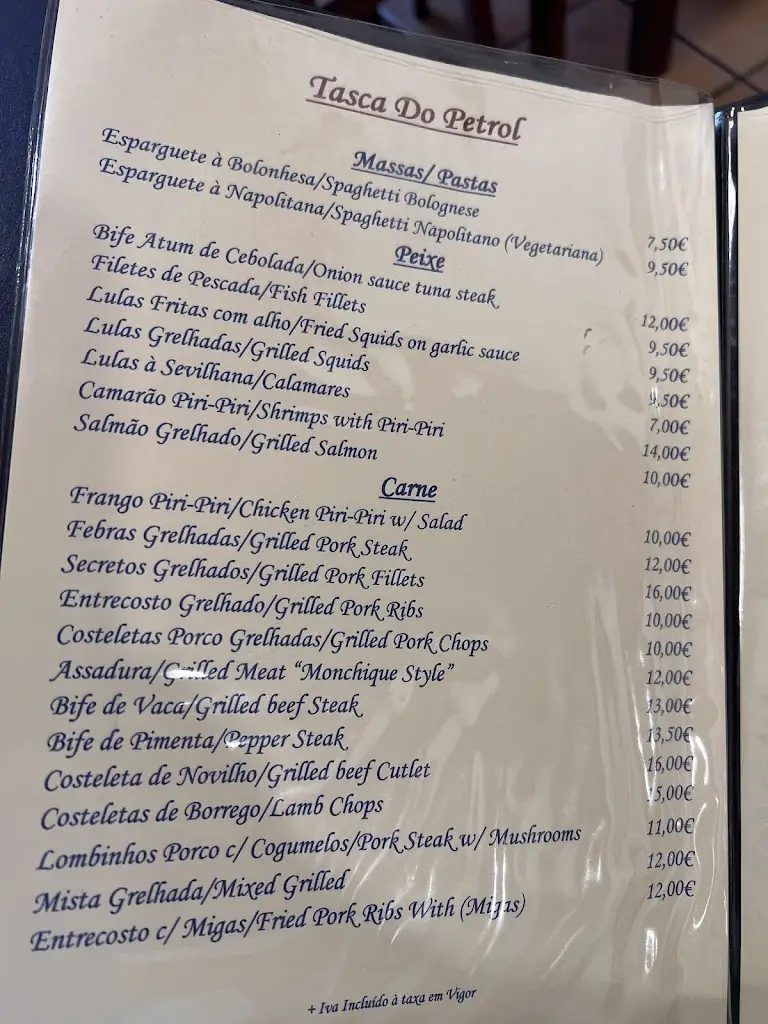 Tasca Do Petrol
Massas/Pastas
Esparguete à Bolonhesa/Spaghetti Bolognese 7,50€
Esparguete à Napolitana/Spaghetti Napolitano (Vegetariana) 9,50€
Peixe
Bife Atum de Cebolada/Onion sauce tuna steak 12,00€
Filetes de Pescada/Fish Fillets 9,50€
Lulas Fritas com alho/Fried Squids on garlic sauce 9,50€
Lulas Grelhadas/Grilled Squids 9,50€
Lulas à Sevilhana/Calamares 7,00€
Camarão Piri-Piri/Shrimps with Piri-Piri 14,00€
Salmão Grelhado/Grilled Salmon 10,00€
Carne
Frango Piri-Piri/Chicken Piri-Piri w/ Salad 10,00€
Febras Grelhadas/Grilled Pork Steak 12,00€
Secretos Grelhados/Grilled Pork Fillets 16,00€
Entrecosto Grelhado/Grilled Pork Ribs 10,00€
Costeletas Porco Grelhadas/Grilled Pork Chops 10,00€
Assadura/Grilled Meat “Monchique Style” 12,00€
Bife de Vaca/Grilled beef Steak 13,00€
Bife de Pimenta/Pepper Steak 13,50€
Costeleta de Novilho/Grilled beef Cutlet 16,00€
Costeletas de Borrego/Lamb Chops 15,00€
Lombinhos Porco c/ Cogumelos/Pork Steak w/ Mushrooms 11,00€
Mista Grelhada/Mixed Grilled 12,00€
Entrecosto c/ Migas/Fried Pork Ribs With (Migas) 12,00€
+ Iva Incluído à taxa em Vigor